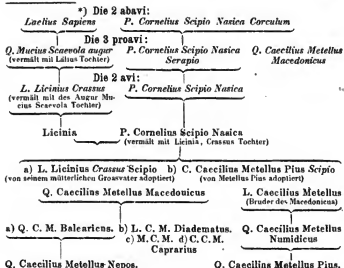 *) Die 2 abavi:
Laelius Sapiens P. Cornelius Scipio Nasica Corculum
Die 3 proavi:
Q. Mucius Scaevola augur P. Cornelius Scipio Nasica Q. Caecilius Metellus
(vermält mit Lälius Tochter) Serapio Macedonicus
Die 2 avi:
L. Licinius Crassus P. Cornelius Scipio Nasica
(vermält mit des Augur Mu-
cius Scaevola Tochter)
Licinia P. Cornelius Scipio Nasica
(vermält mit Licinia, Crassus Tochter)
a) L. Licinius Crassus Scipio b) C. Caecilius Metellus Pius Scipio
(von seinem mütterlichen Grosvater adoptiert) (von Metellus Pius adoptiert)
Q. Caecilius Metellus Macedonicus L. Caecilius Metellus
(Bruder des Macedonicus)
a) Q. C. M. Balearicus. b) L. C. M. Diadematus. Q. Caecilius Metellus
c) M. C. M. d) C. C. M. Numidicus
Caprarius
Q. Caecilius Metellus Nepos. Q. Caecilius Metellus Pius.